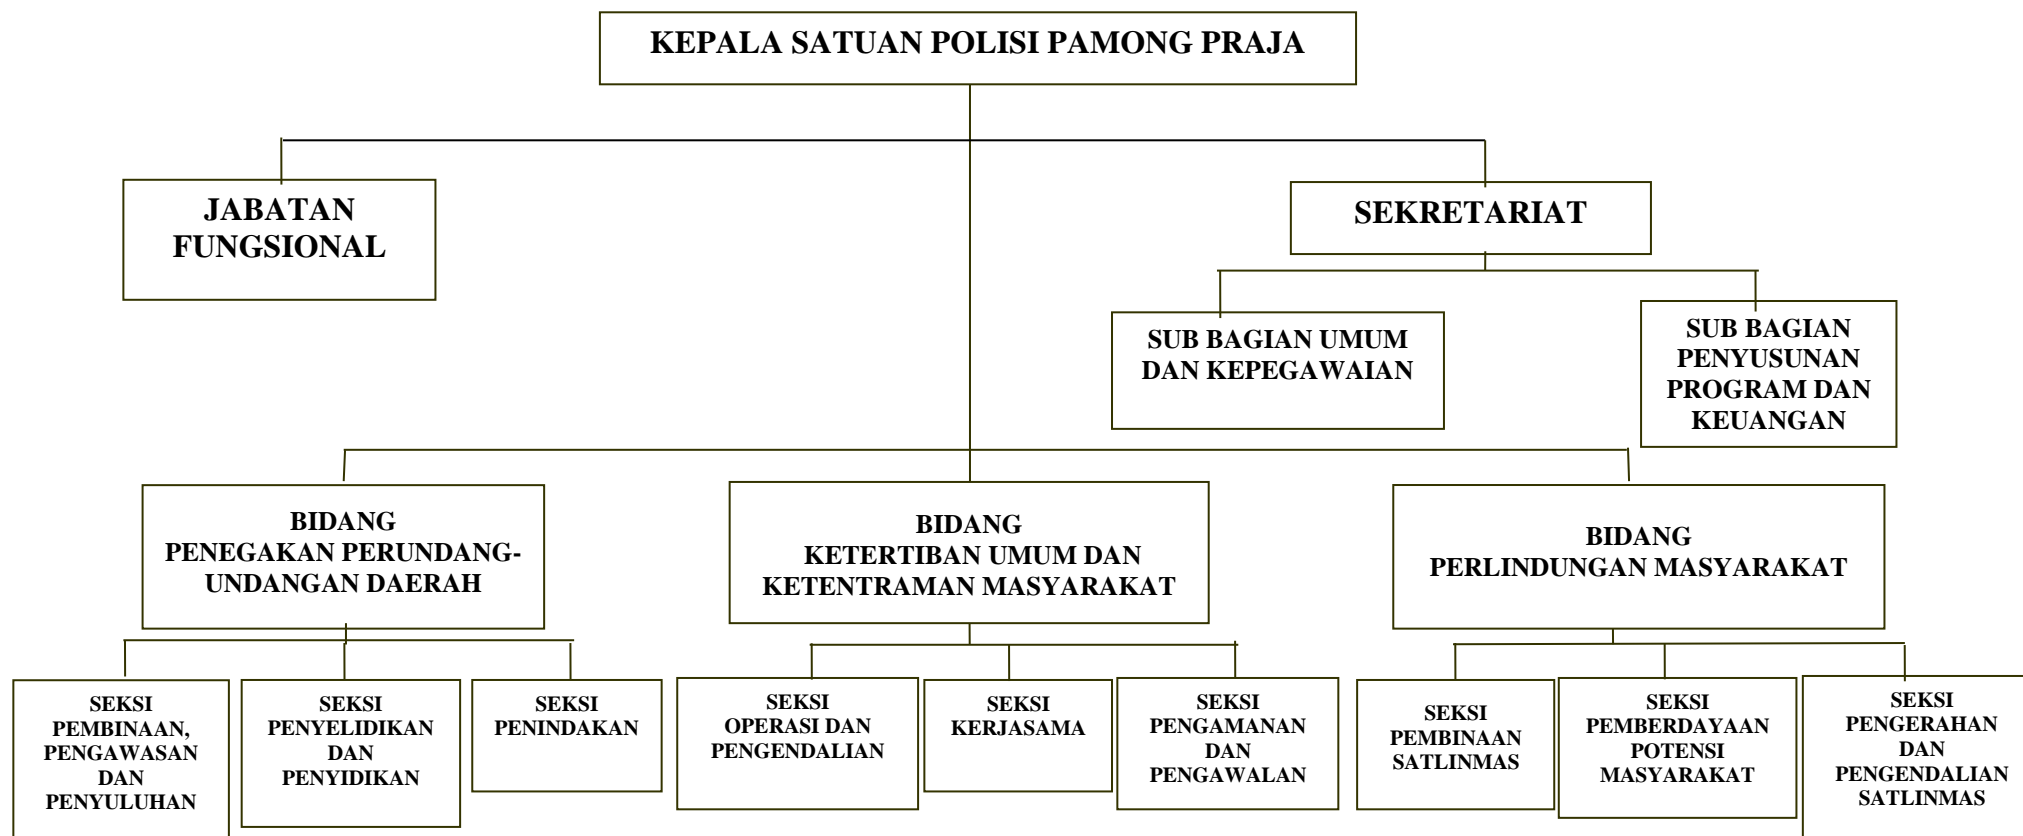 KEPALA SATUAN POLISI PAMONG PRAJA
JABATAN
FUNGSIONAL
SEKRETARIAT
SUB BAGIAN UMUM
DAN KEPEGAWAIAN
SUB BAGIAN
PENYUSUNAN
PROGRAM DAN
KEUANGAN
BIDANG
PENEGAKAN PERUNDANG-
UNDANGAN DAERAH
BIDANG
KETERTIBAN UMUM DAN
KETENTRAMAN MASYARAKAT
BIDANG
PERLINDUNGAN MASYARAKAT
SEKSI
PEMBINAAN,
PENGAWASAN
DAN
PENYULUHAN
SEKSI
PENYELIDIKAN
DAN
PENYIDIKAN
SEKSI
PENINDAKAN
SEKSI
OPERASI DAN
PENGENDALIAN
SEKSI
KERJASAMA
SEKSI
PENGAMANAN
DAN
PENGAWALAN
SEKSI
PEMBINAAN
SATLINMAS
SEKSI
PEMBERDAYAAN
POTENSI
MASYARAKAT
SEKSI
PENGERAHAN
DAN
PENGENDALIAN
SATLINMAS